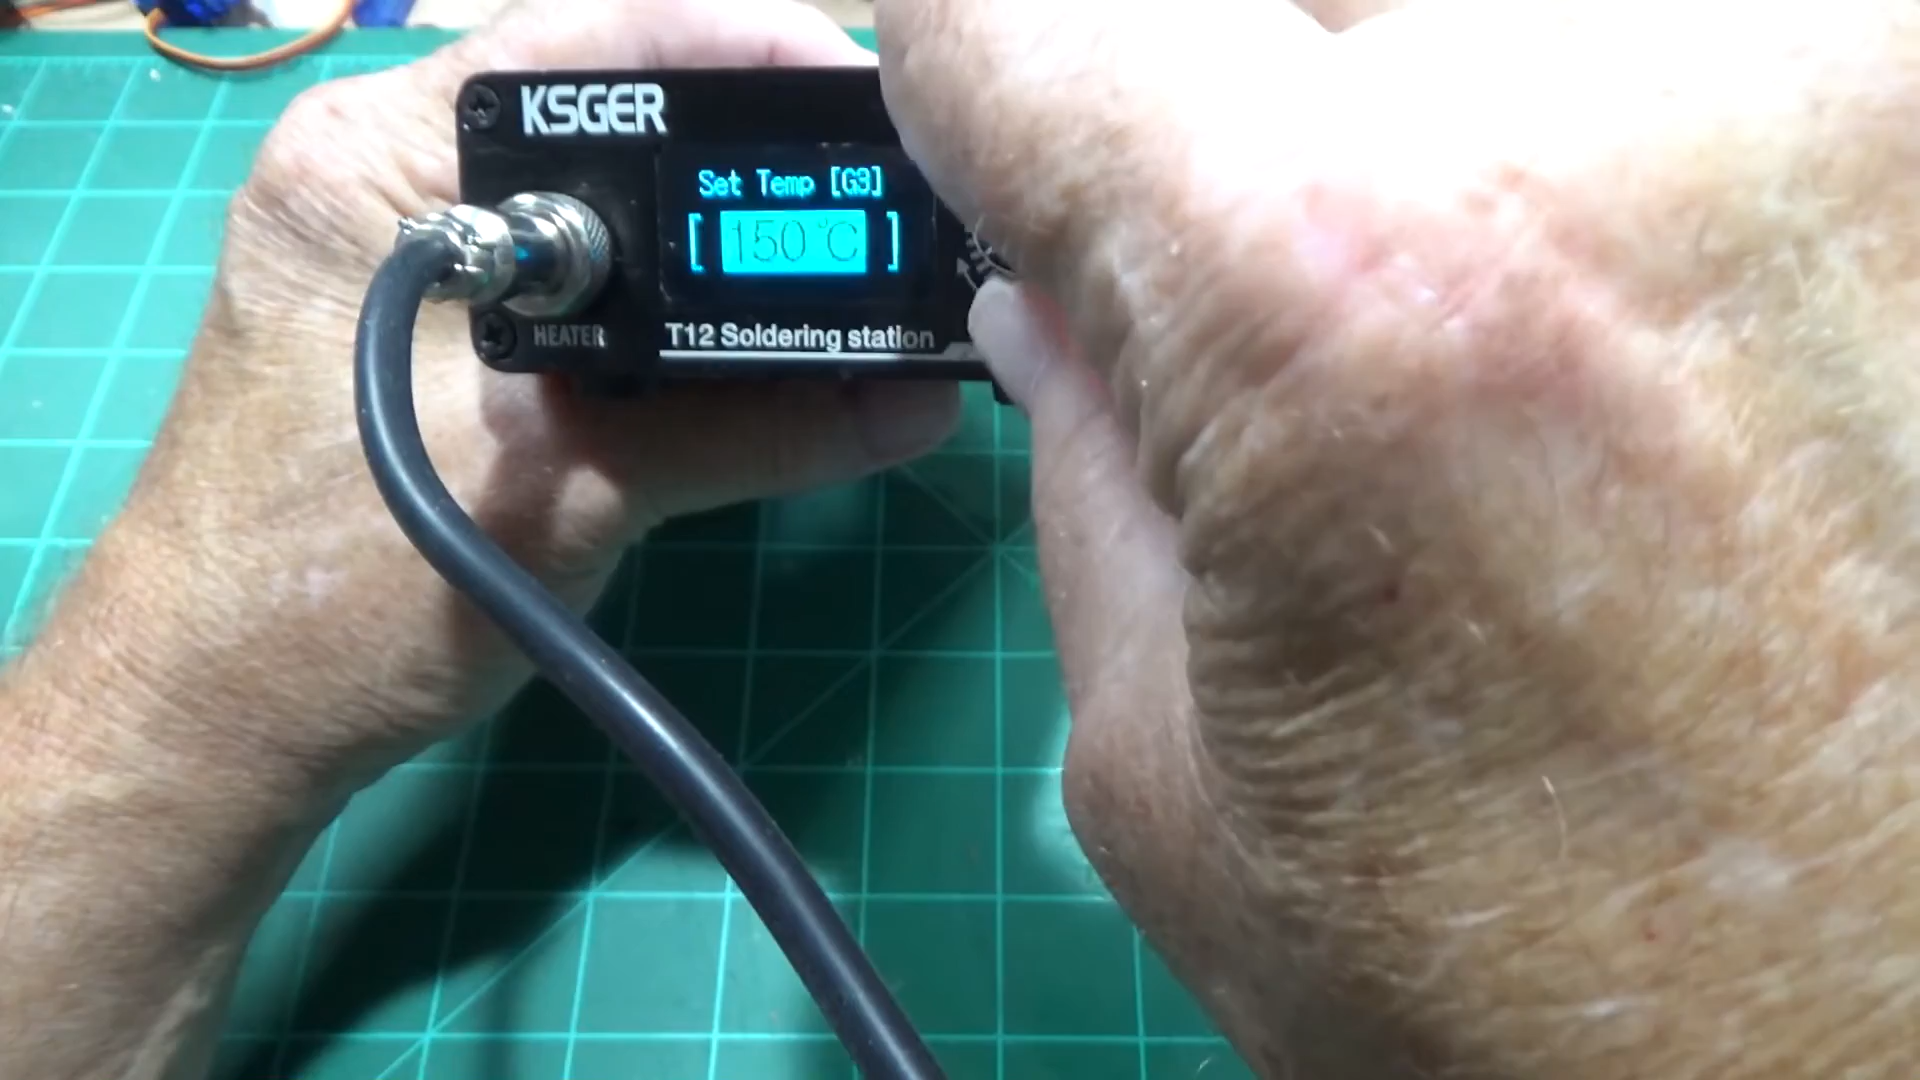 KSGER
Set Temp [G3]
[ 150°C ]
HEATER
T12 Soldering station